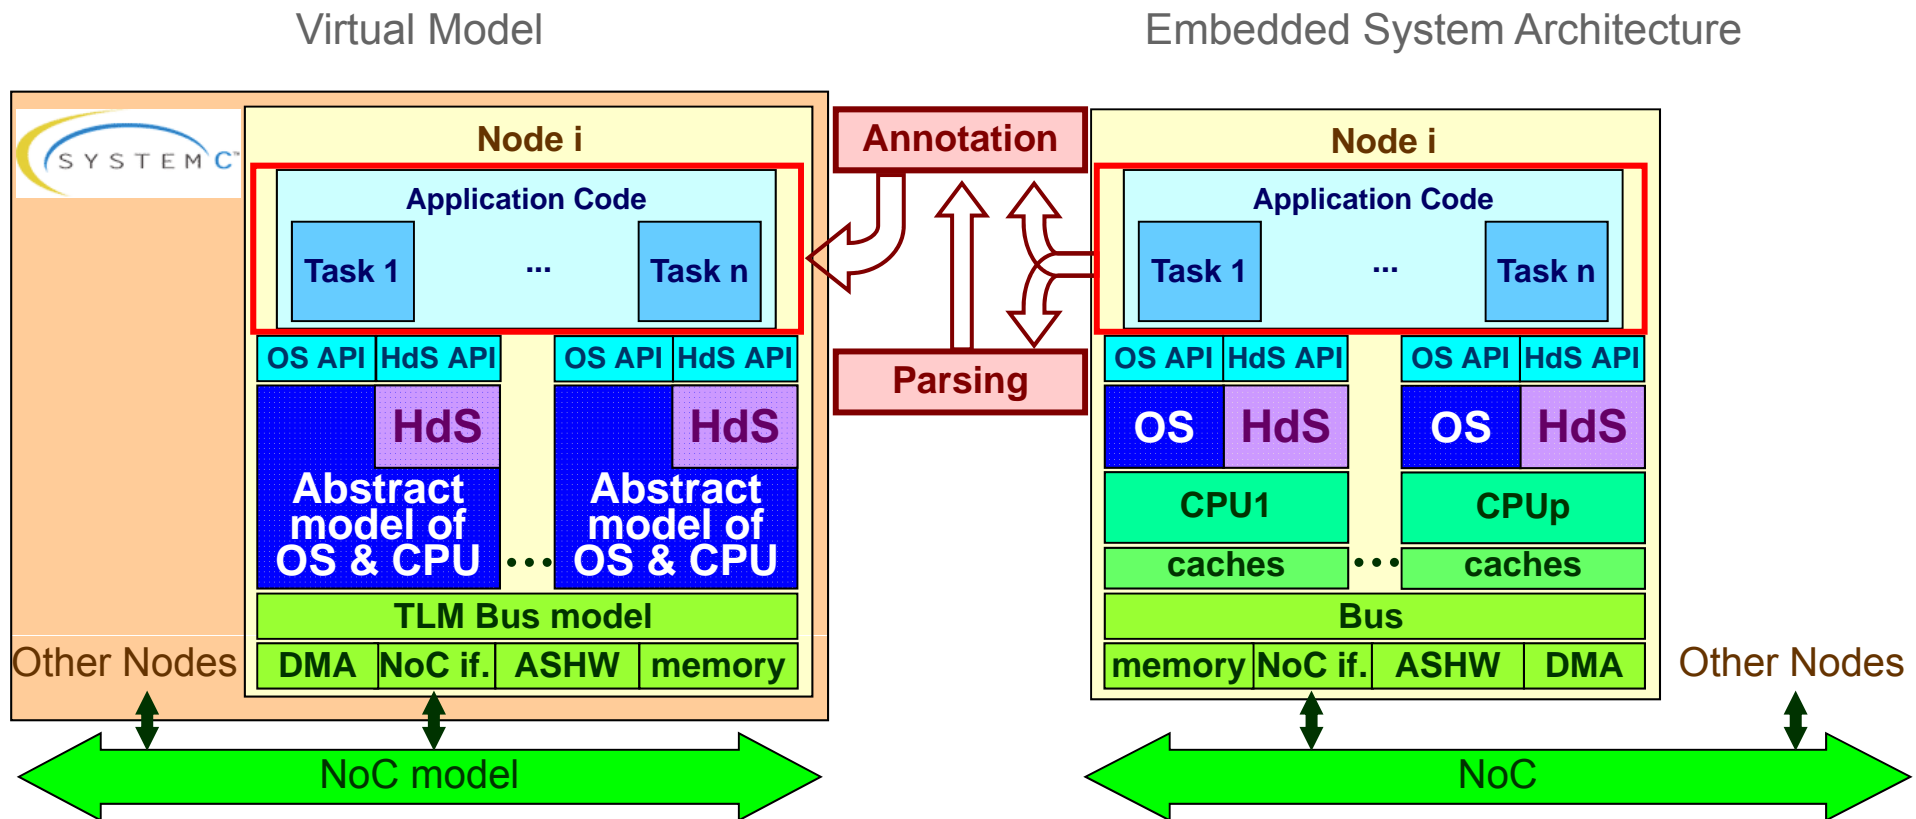 Virtual Model
Embedded System Architecture
SYSTEM C™
Node i
Application Code
Task 1
...
Task n
OS API
HdS API
OS API
HdS API
HdS
HdS
Abstract
model of
OS & CPU
...
Abstract
model of
OS & CPU
TLM Bus model
DMA
NoC if.
ASHW
memory
Other Nodes
NoC model
Annotation
Parsing
Node i
Application Code
Task 1
...
Task n
OS API
HdS API
OS API
HdS API
OS
HdS
OS
HdS
CPU1
CPUp
caches
...
caches
Bus
memory
NoC if.
ASHW
DMA
Other Nodes
NoC